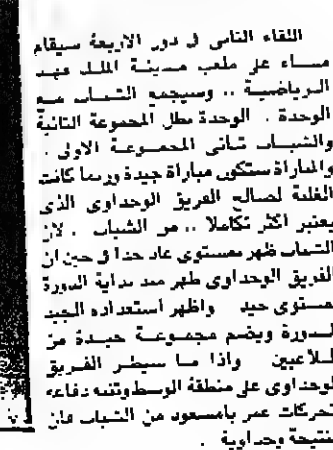 اللقاء الثاني في دور الاربعة سيقام
مساء على ملعب مدينة الملك فهد
الرياضية .. وسيجمع الشباب مع
الوحدة . الوحدة بطل المجموعة الثانية
والشباب ثاني المجموعة الاولى .
والمباراة ستكون مباراة جيدة وربما كانت
الغلبة لصالح الفريق الوحداوي الذي
يعتبر اكثر تكاملا .. من الشباب . لان
الشباب ظهر بمستوى عاد جدا في حين ان
الفريق الوحداوي ظهر منذ بداية الدورة
بمستوى جيد واظهر استعداده الجيد
للدورة ويضم مجموعة جيدة من
اللاعبين واذا ما سيطر الفريق
الوحداوي على منطقة الوسط وتنبه دفاعه
لتحركات عمر بامسعود من الشباب فان
النتيجة وحداوية .